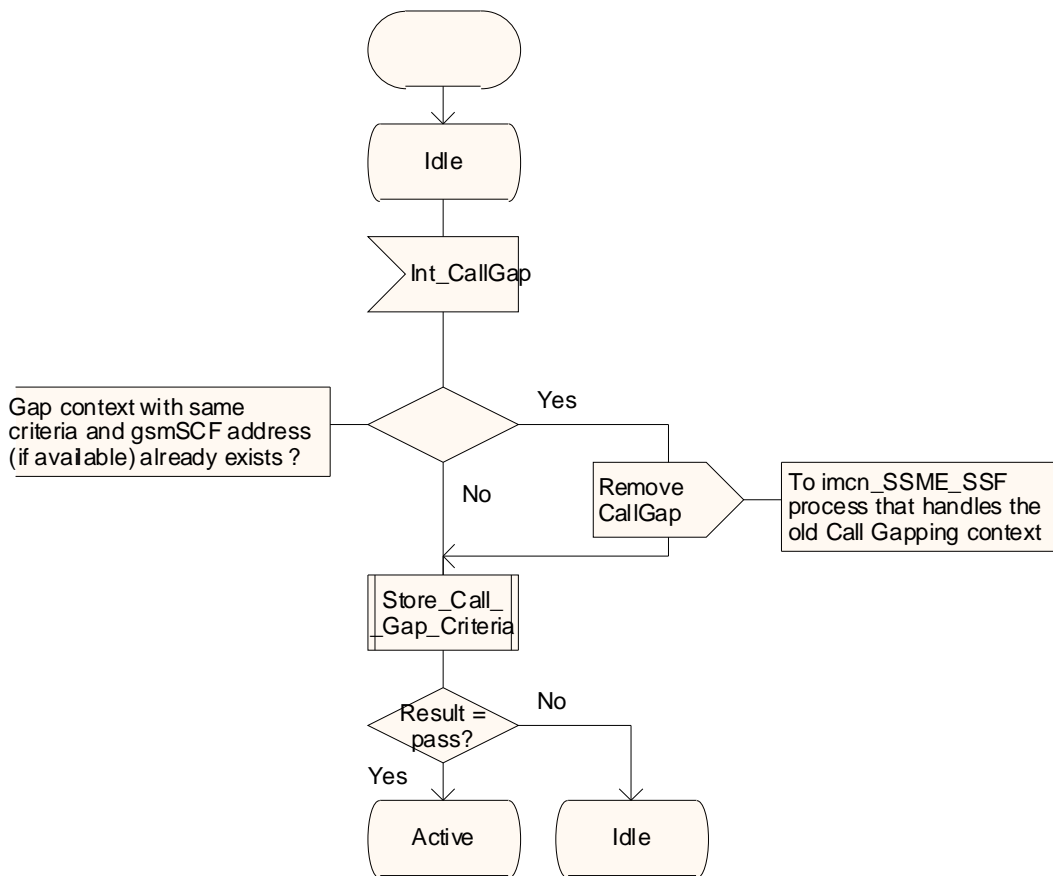 Idle
Int_CallGap
Gap context with same
criteria and gsmSCF address
(if available) already exists ?
Yes
No
Remove
CallGap
To imcn_SSME_SSF
process that handles the
old Call Gapping context
Store_Call_
_Gap_Criteria
Result =
pass?
No
Yes
Active
Idle